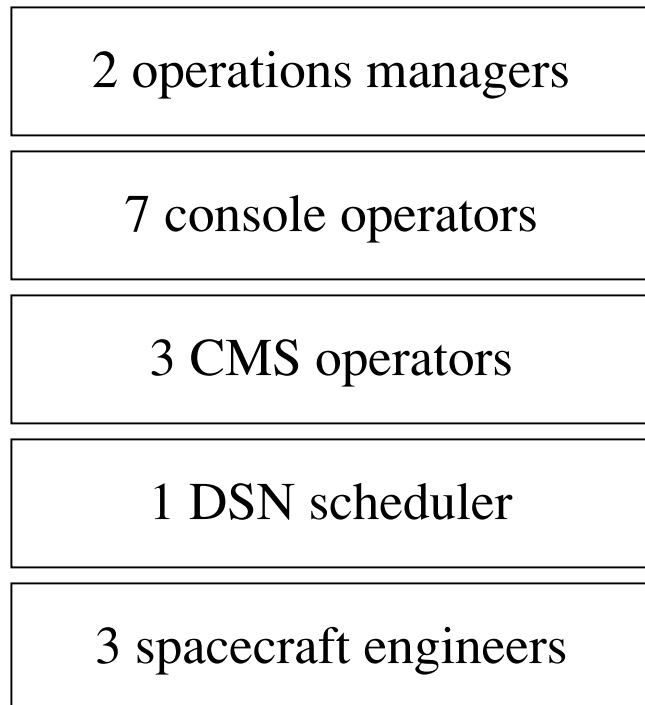 2 operations managers
7 console operators
3 CMS operators
1 DSN scheduler
3 spacecraft engineers